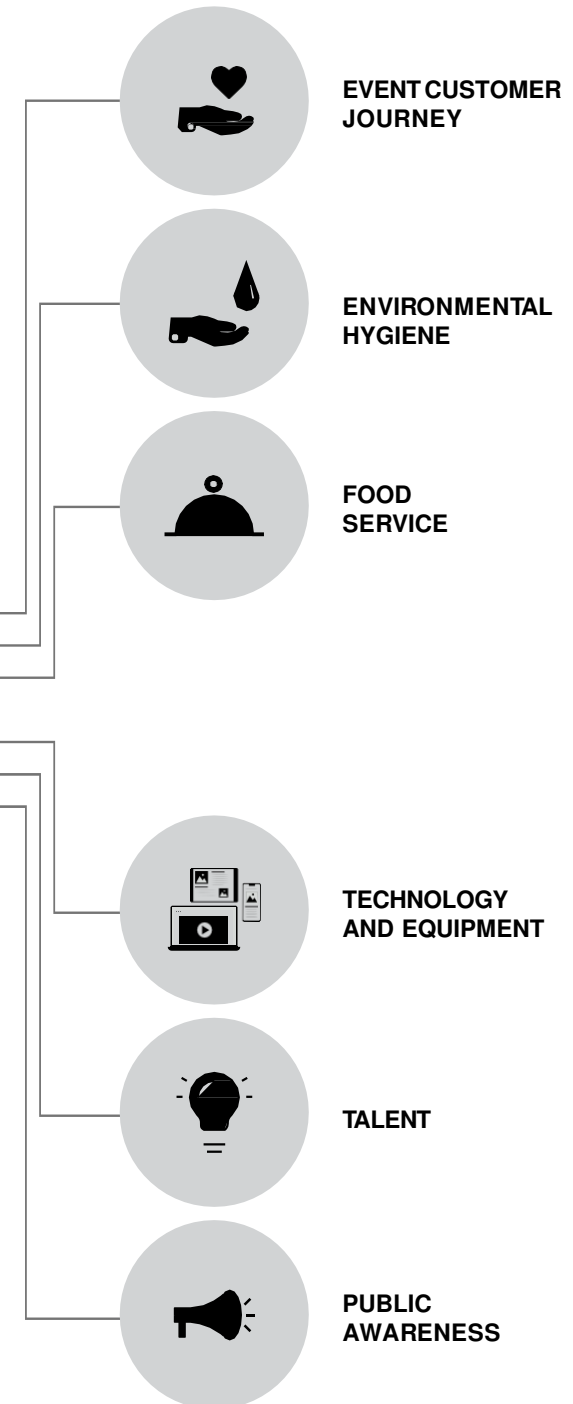 EVENT CUSTOMER
JOURNEY
ENVIRONMENTAL
HYGIENE
FOOD
SERVICE
TECHNOLOGY
AND EQUIPMENT
TALENT
PUBLIC
AWARENESS